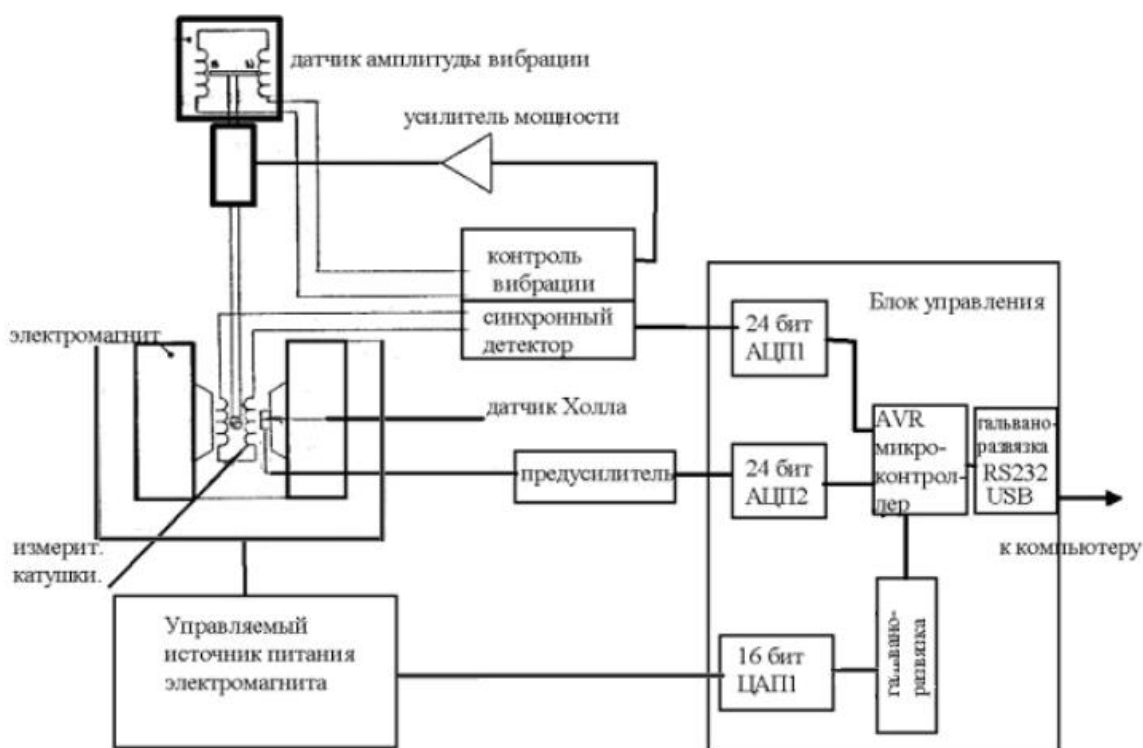 датчик амплитуды вибрации
усилитель мощности
контроль
вибрации
синхронный
детектор
Блок управления
24 бит
АЦП1
электромагнит
датчик Холла
AVR
микро-
контрол-
лер
гальвано-
развязка
RS232
USB
предусилитель
24 бит
АЦП2
к компьютеру
измерит.
катушки.
Управляемый
источник питания
электромагнита
16 бит
ЦАП1
гальвано-
развязка